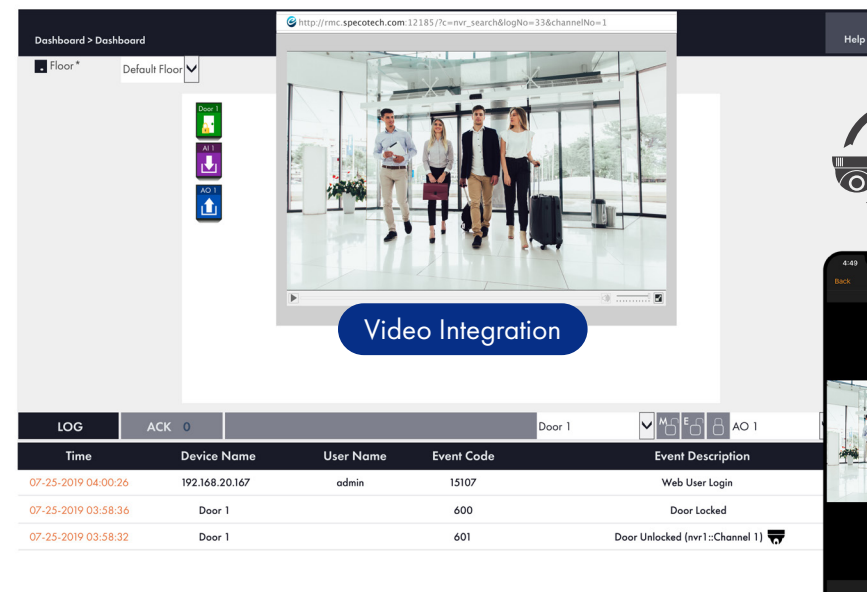 http://rmc.specotech.com:12185/?c=nvr_search&logNo=33&channelNo=1
Dashboard > Dashboard
Help
Floor*
Default Floor
Door 1
AI 1
AO 1
4:49
Back
Video Integration
LOG ACK 0 Door 1 M E AO 1
Time Device Name User Name Event Code Event Description
07-25-2019 04:00:26 192.168.20.167 admin 15107 Web User Login
07-25-2019 03:58:36 Door 1 600 Door Locked
07-25-2019 03:58:32 Door 1 601 Door Unlocked (nvr1::Channel 1)